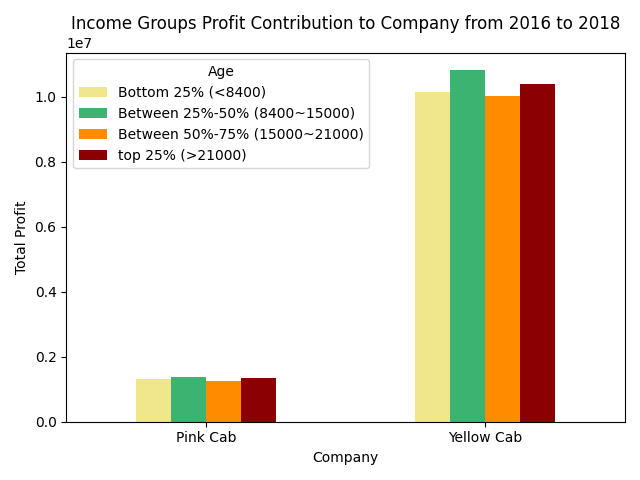 Income Groups Profit Contribution to Company from 2016 to 2018
1e7
Age
Bottom 25% (<8400)
Between 25%-50% (8400~15000)
Between 50%-75% (15000~21000)
top 25% (>21000)
1.0
0.8
0.6
0.4
0.2
0.0
Total Profit
Pink Cab
Yellow Cab
Company